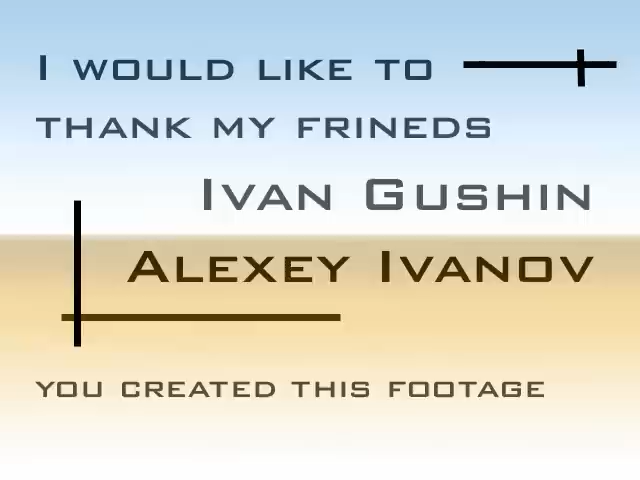 I WOULD LIKE TO
THANK MY FRINEDS
IVAN GUSHIN
ALEXEY IVANOV
YOU CREATED THIS FOOTAGE